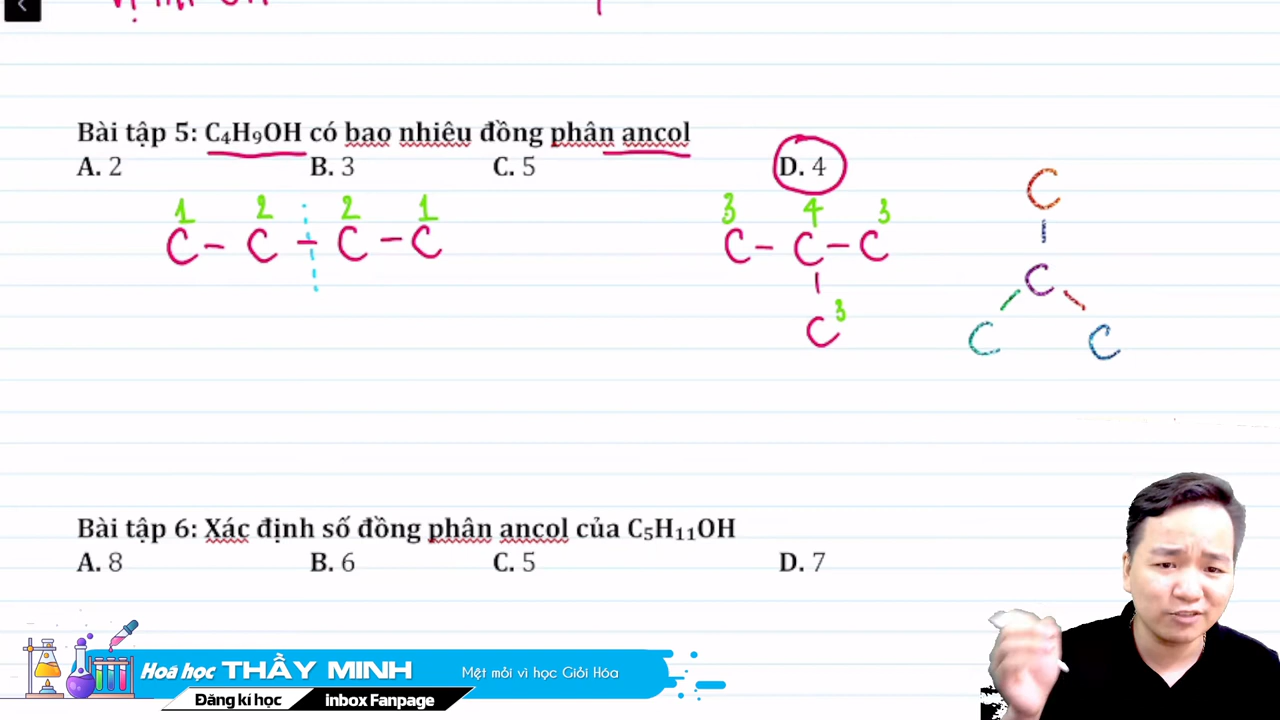 Bài tập 5: C₄H₉OH có bao nhiêu đồng phân ancol
A. 2 B. 3 C. 5 D. 4
1 2 2 1
C - C - C - C
3 4 3
C - C - C
C 3
C
C
C C
Bài tập 6: Xác định số đồng phân ancol của C₅H₁₁OH
A. 8 B. 6 C. 5 D. 7
Hoá học THẦY MINH
Mệt mỏi vì học Giỏi Hóa
Đăng kí học inbox Fanpage